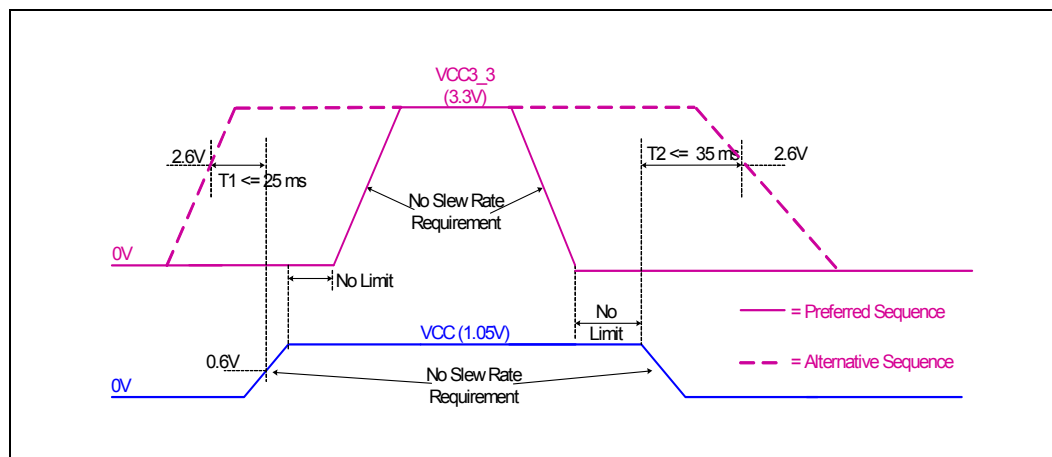 VCC3_3
(3.3V)
2.6V
T1 <= 25 ms
T2 <= 35 ms
2.6V
No Slew Rate
Requirement
0V
No Limit
No
Limit
= Preferred Sequence
VCC (1.05V)
0.6V
= Alternative Sequence
No Slew Rate
Requirement
0V